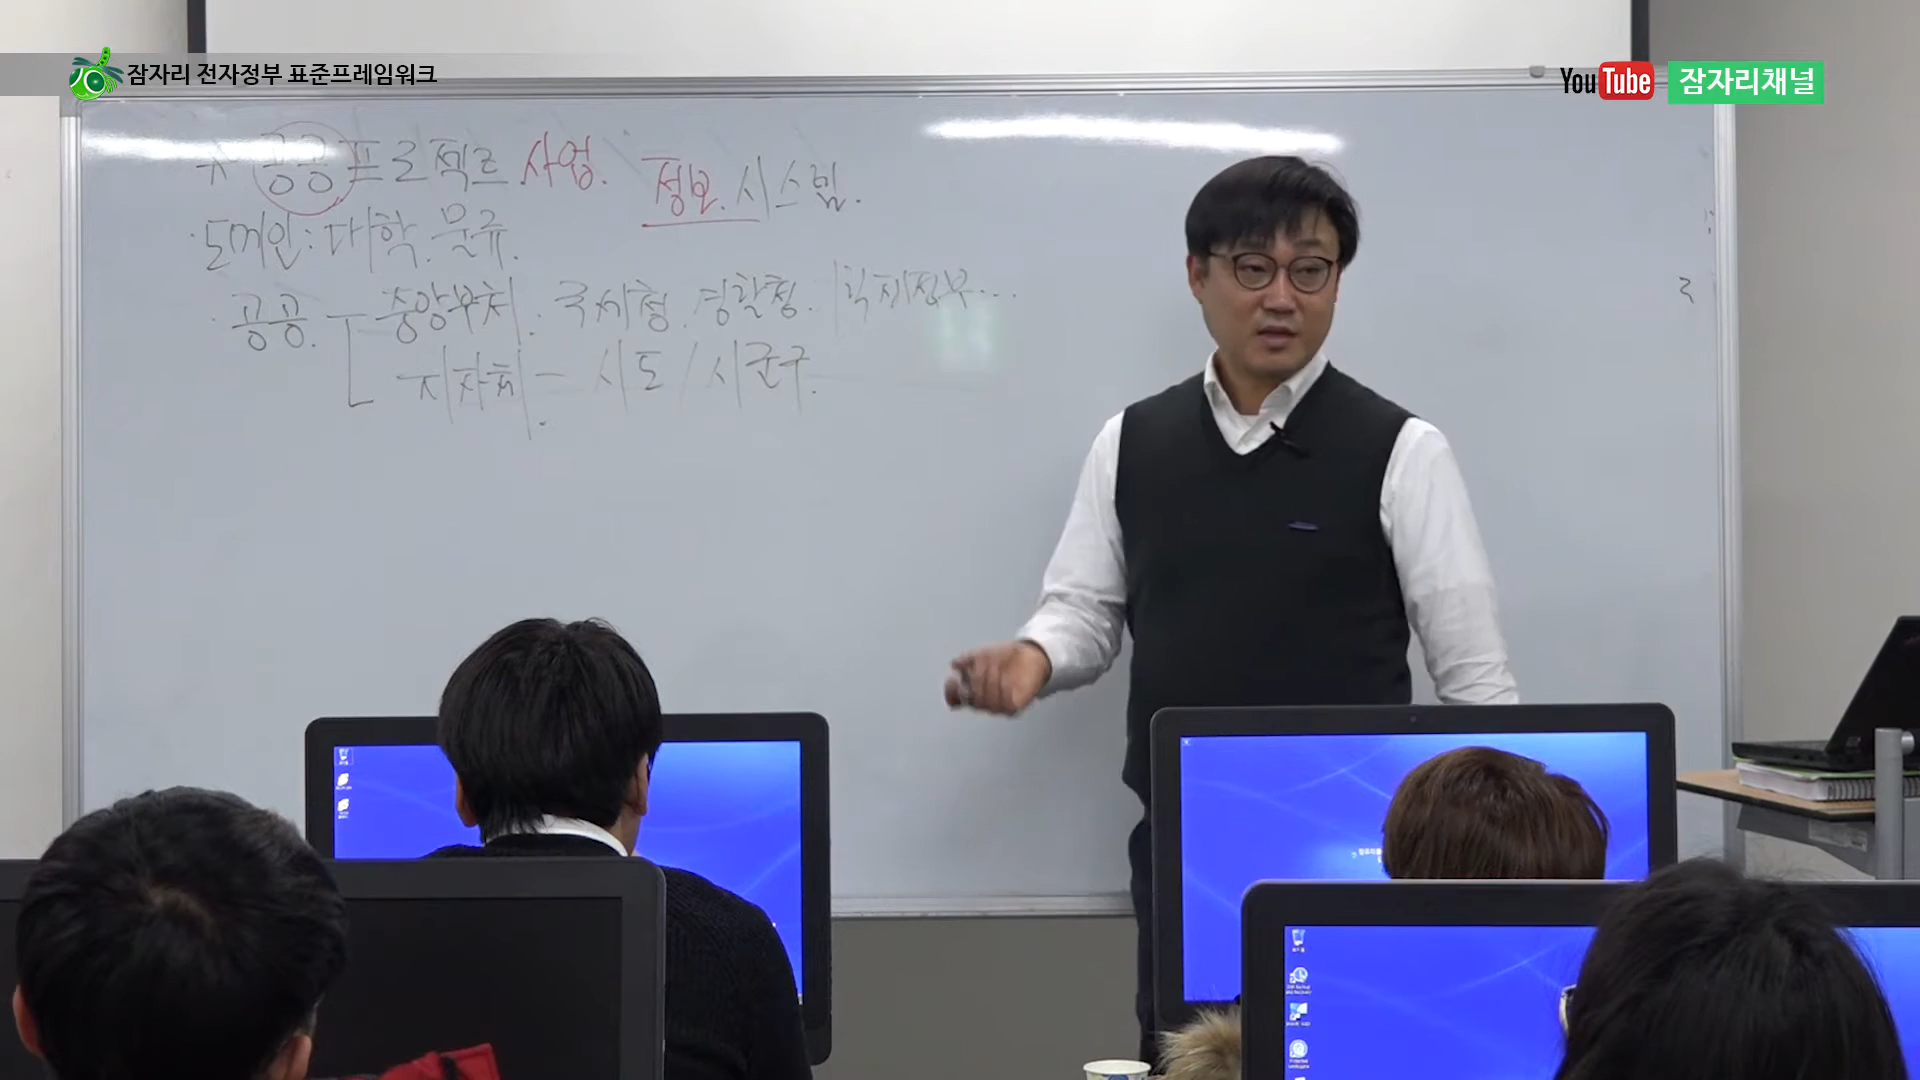 잠자리 전자정부 표준프레임워크
YouTube 잠자리채널
* 공공프로젝트 사업. 정보.시스템.
·도메인: 대학. 물류.
·공공. 중앙부처: 국세청. 경찰청. 획재정부...
지자체. - 시도/시군구.